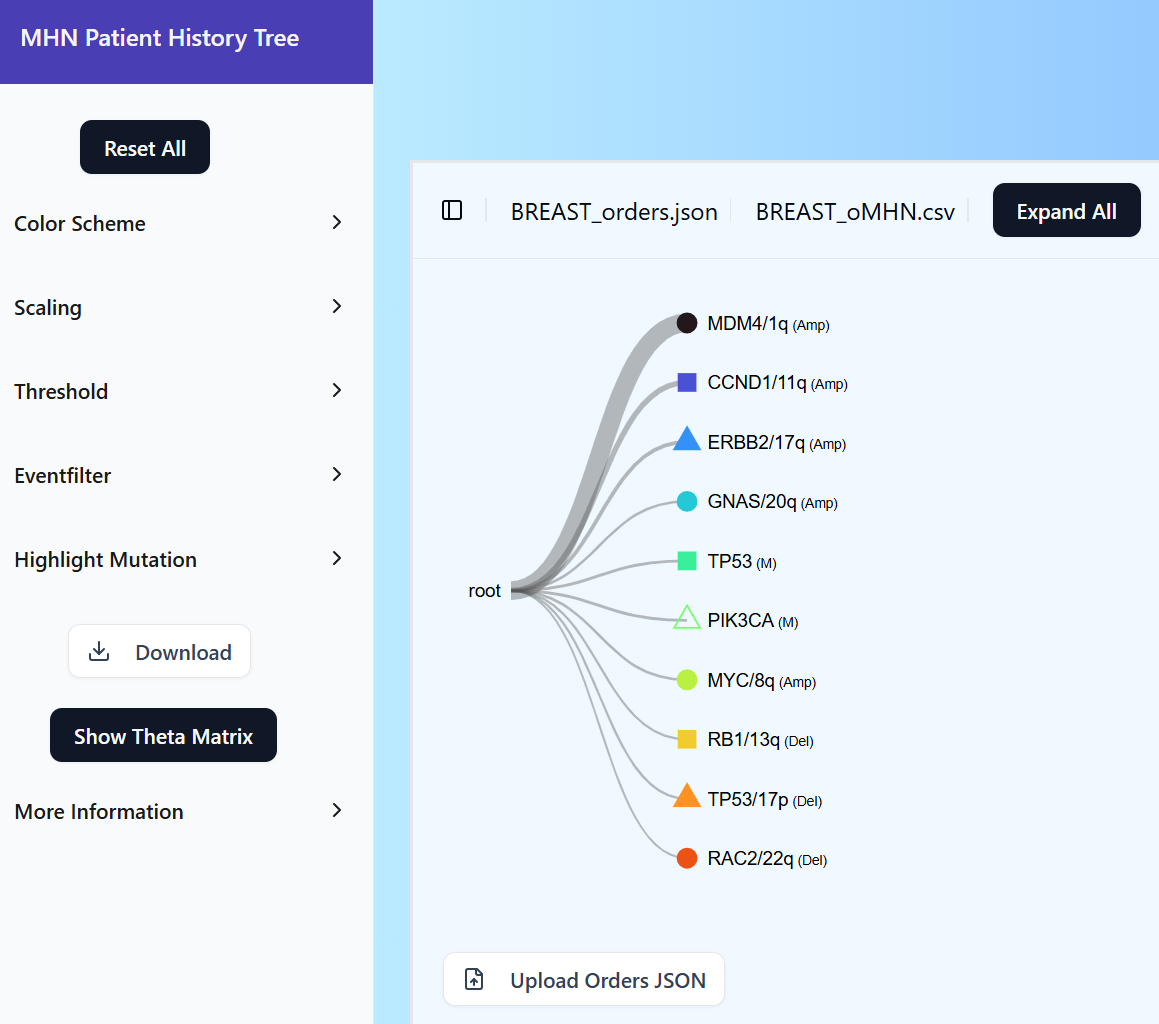 MHN Patient History Tree
Reset All
Color Scheme
Scaling
Threshold
Eventfilter
Highlight Mutation
Download
Show Theta Matrix
More Information
BREAST_orders.json
BREAST_oMHN.csv
Expand All
MDM4/1q (Amp)
CCND1/11q (Amp)
ERBB2/17q (Amp)
GNAS/20q (Amp)
TP53 (M)
root
PIK3CA (M)
MYC/8q (Amp)
RB1/13q (Del)
TP53/17p (Del)
RAC2/22q (Del)
Upload Orders JSON